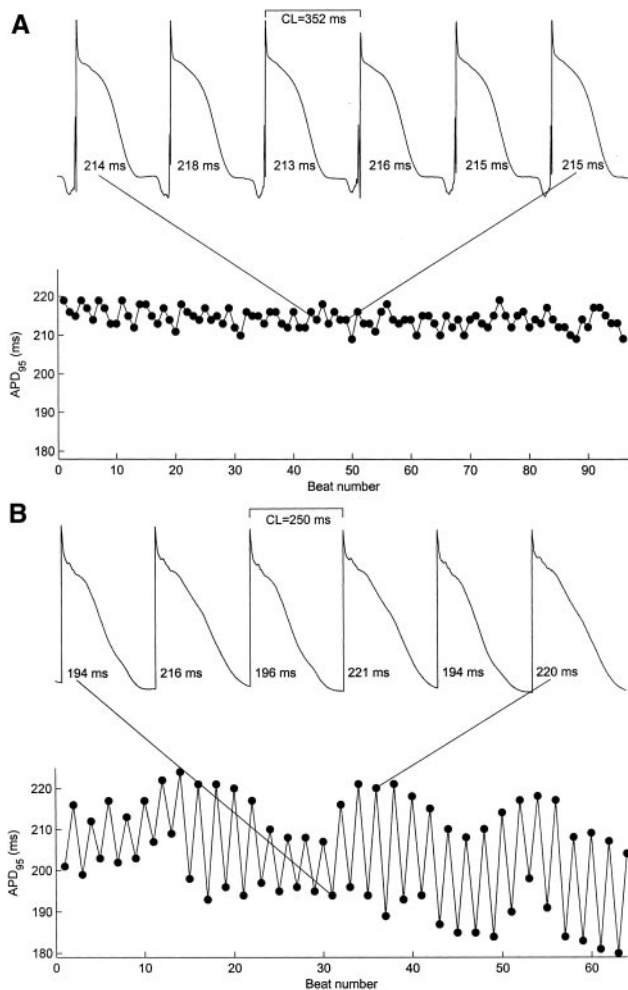 A
CL=352 ms
214 ms 218 ms 213 ms 216 ms 215 ms 215 ms
220
210
200
190
180
APD95 (ms)
0 10 20 30 40 50 60 70 80 90
Beat number
B
CL=250 ms
194 ms 216 ms 196 ms 221 ms 194 ms 220 ms
220
210
200
190
180
APD95 (ms)
0 10 20 30 40 50 60
Beat number